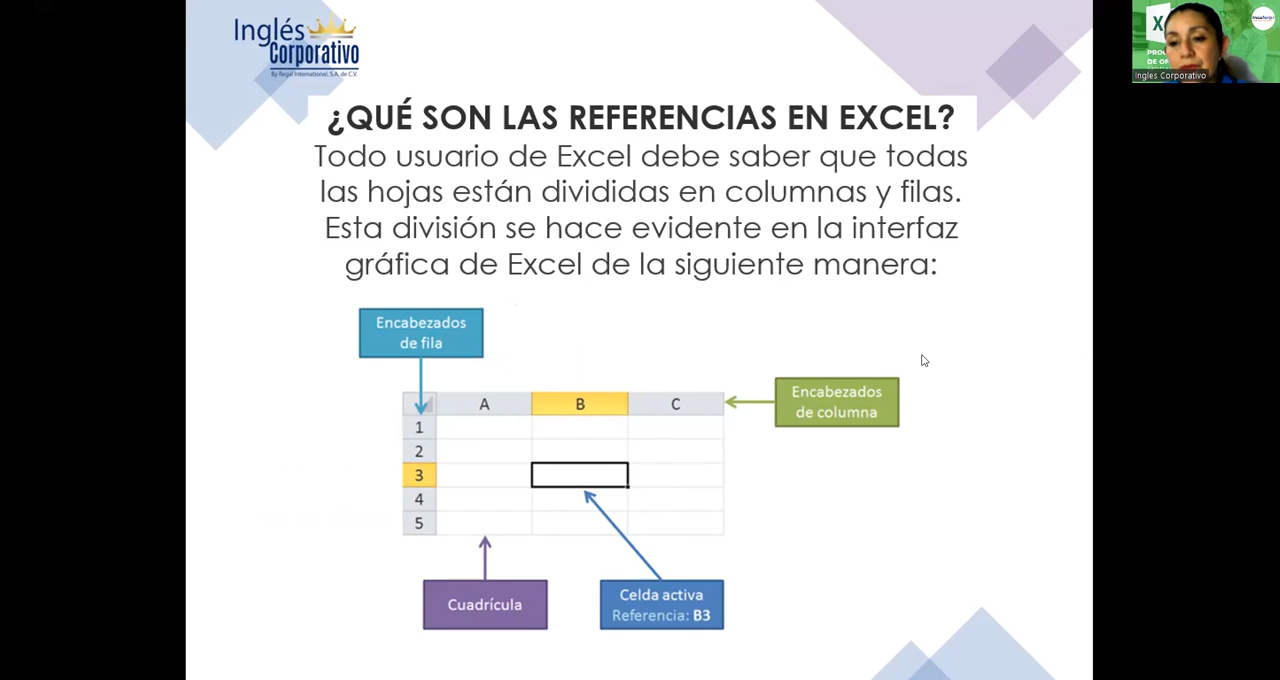 Inglés
Corporativo
By Regal International, S.A. de C.V.
Ingles Corporativo
¿QUÉ SON LAS REFERENCIAS EN EXCEL?
Todo usuario de Excel debe saber que todas
las hojas están divididas en columnas y filas.
Esta división se hace evidente en la interfaz
gráfica de Excel de la siguiente manera:
Encabezados
de fila
Encabezados
de columna
A B C
1
2
3
4
5
Cuadrícula
Celda activa
Referencia: B3